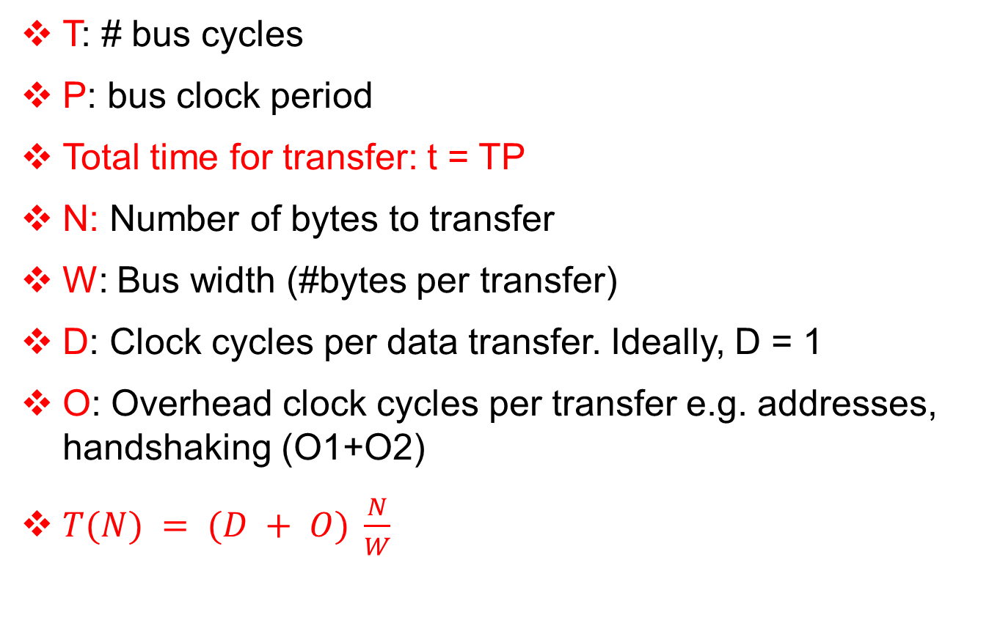 ❖ T: # bus cycles
❖ P: bus clock period
❖ Total time for transfer: t = TP
❖ N: Number of bytes to transfer
❖ W: Bus width (#bytes per transfer)
❖ D: Clock cycles per data transfer. Ideally, D = 1
❖ O: Overhead clock cycles per transfer e.g. addresses,
handshaking (O1+O2)
❖ T(N) = (D + O) N/W